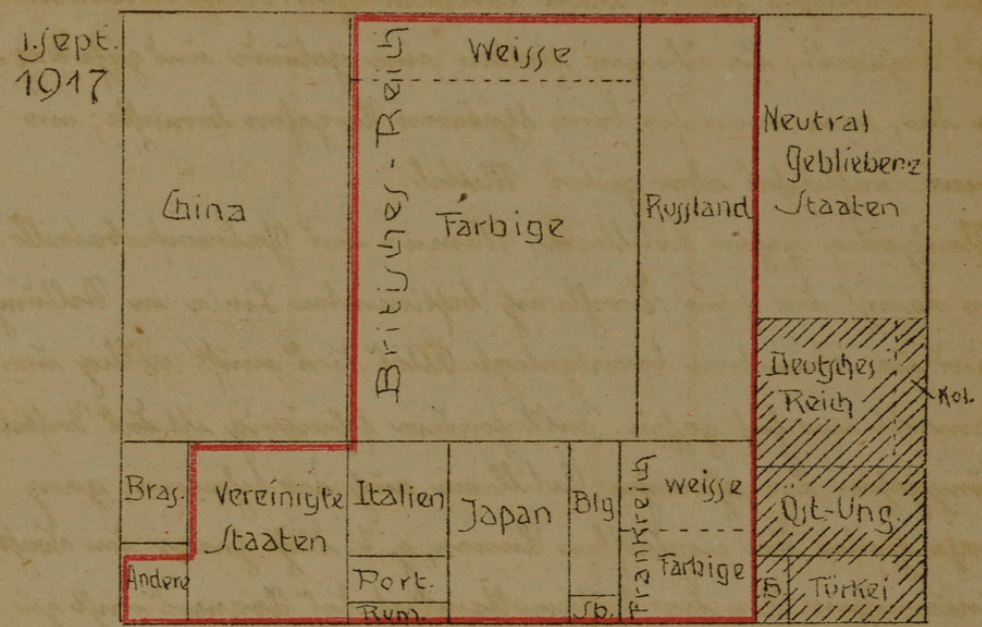 1. Sept.
1917
China
Britisches-Reich
Weisse
Farbige
Russland
Neutral
Gebliebene
Staaten
Deutsches
Reich
Kol.
Bras.
Andere
Vereinigte
Staaten
Italien
Port.
Rum.
Japan
Blg
Sb.
Frankreich
weisse
Farbige
Öst-Ung.
B.
Türkei